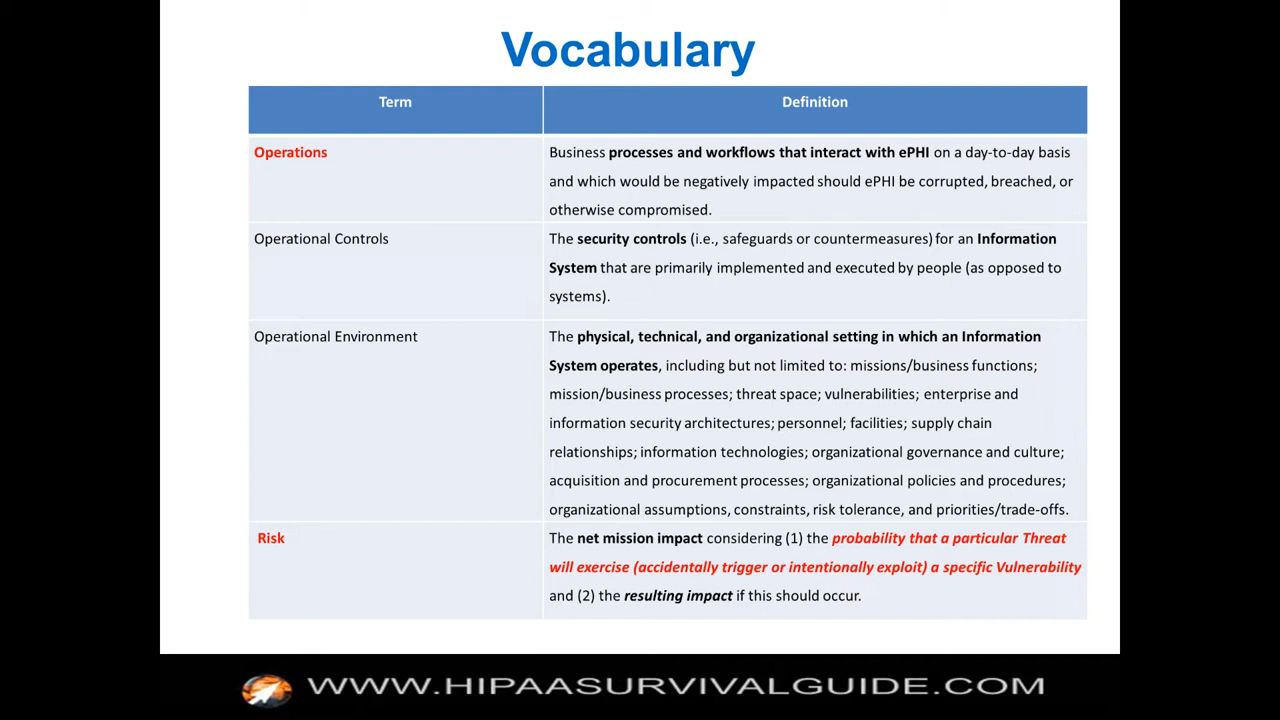 Vocabulary
Term
Definition
Operations
Business processes and workflows that interact with ePHI on a day-to-day basis
and which would be negatively impacted should ePHI be corrupted, breached, or
otherwise compromised.
Operational Controls
The security controls (i.e., safeguards or countermeasures) for an Information
System that are primarily implemented and executed by people (as opposed to
systems).
Operational Environment
The physical, technical, and organizational setting in which an Information
System operates, including but not limited to: missions/business functions;
mission/business processes; threat space; vulnerabilities; enterprise and
information security architectures; personnel; facilities; supply chain
relationships; information technologies; organizational governance and culture;
acquisition and procurement processes; organizational policies and procedures;
organizational assumptions, constraints, risk tolerance, and priorities/trade-offs.
Risk
The net mission impact considering (1) the probability that a particular Threat
will exercise (accidentally trigger or intentionally exploit) a specific Vulnerability
and (2) the resulting impact if this should occur.
WWW.HIPAASURVIVALGUIDE.COM